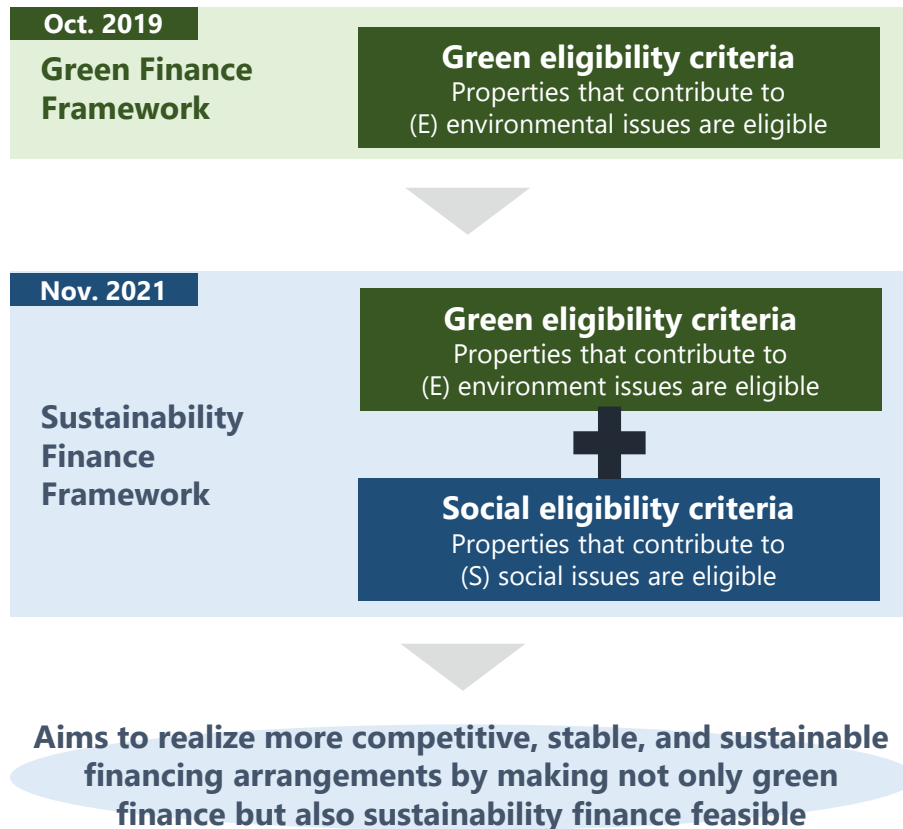 Oct. 2019
Green Finance
Framework
Green eligibility criteria
Properties that contribute to
(E) environmental issues are eligible
Nov. 2021
Sustainability
Finance
Framework
Green eligibility criteria
Properties that contribute to
(E) environment issues are eligible
Social eligibility criteria
Properties that contribute to
(S) social issues are eligible
Aims to realize more competitive, stable, and sustainable
financing arrangements by making not only green
finance but also sustainability finance feasible